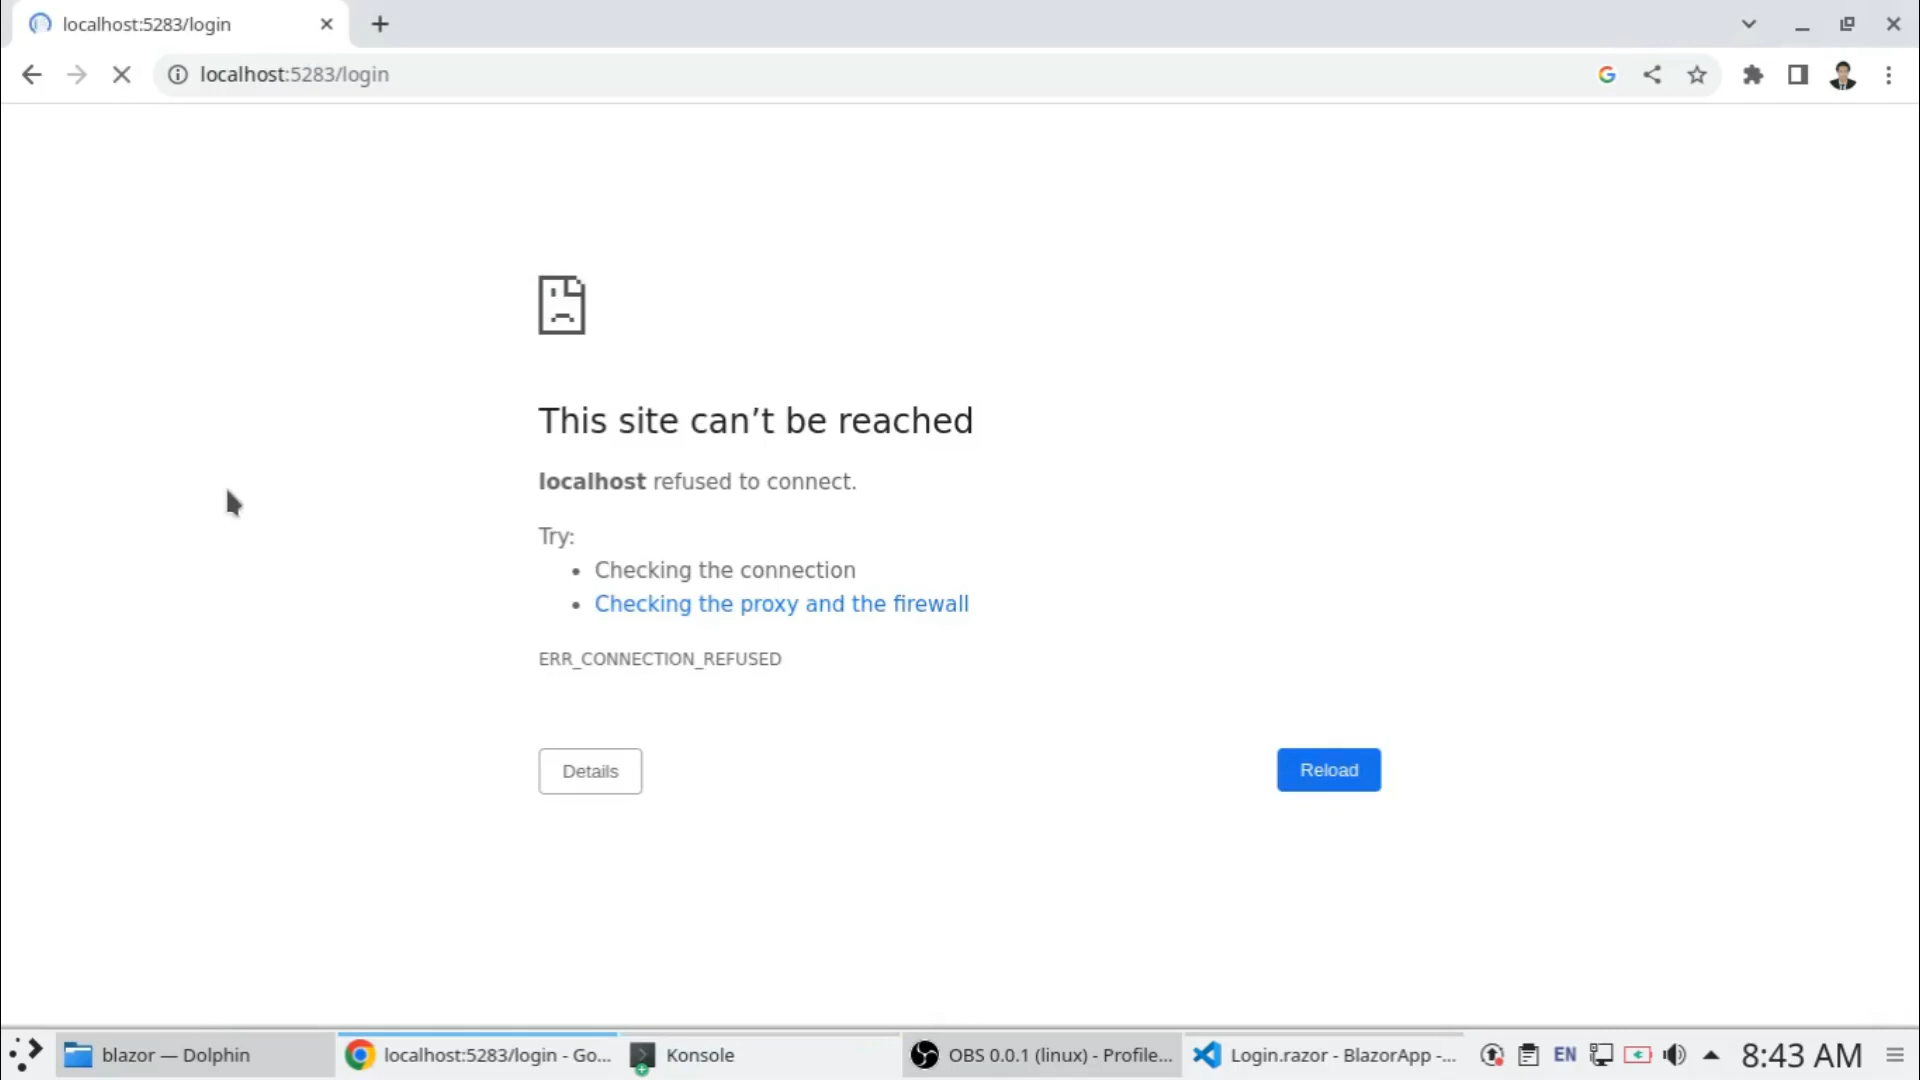 localhost:5283/login
localhost:5283/login
This site can’t be reached
localhost refused to connect.
Try:
Checking the connection
Checking the proxy and the firewall
ERR_CONNECTION_REFUSED
Details
Reload
blazor — Dolphin
localhost:5283/login - Go...
Konsole
OBS 0.0.1 (linux) - Profile...
Login.razor - BlazorApp -...
EN
8:43 AM